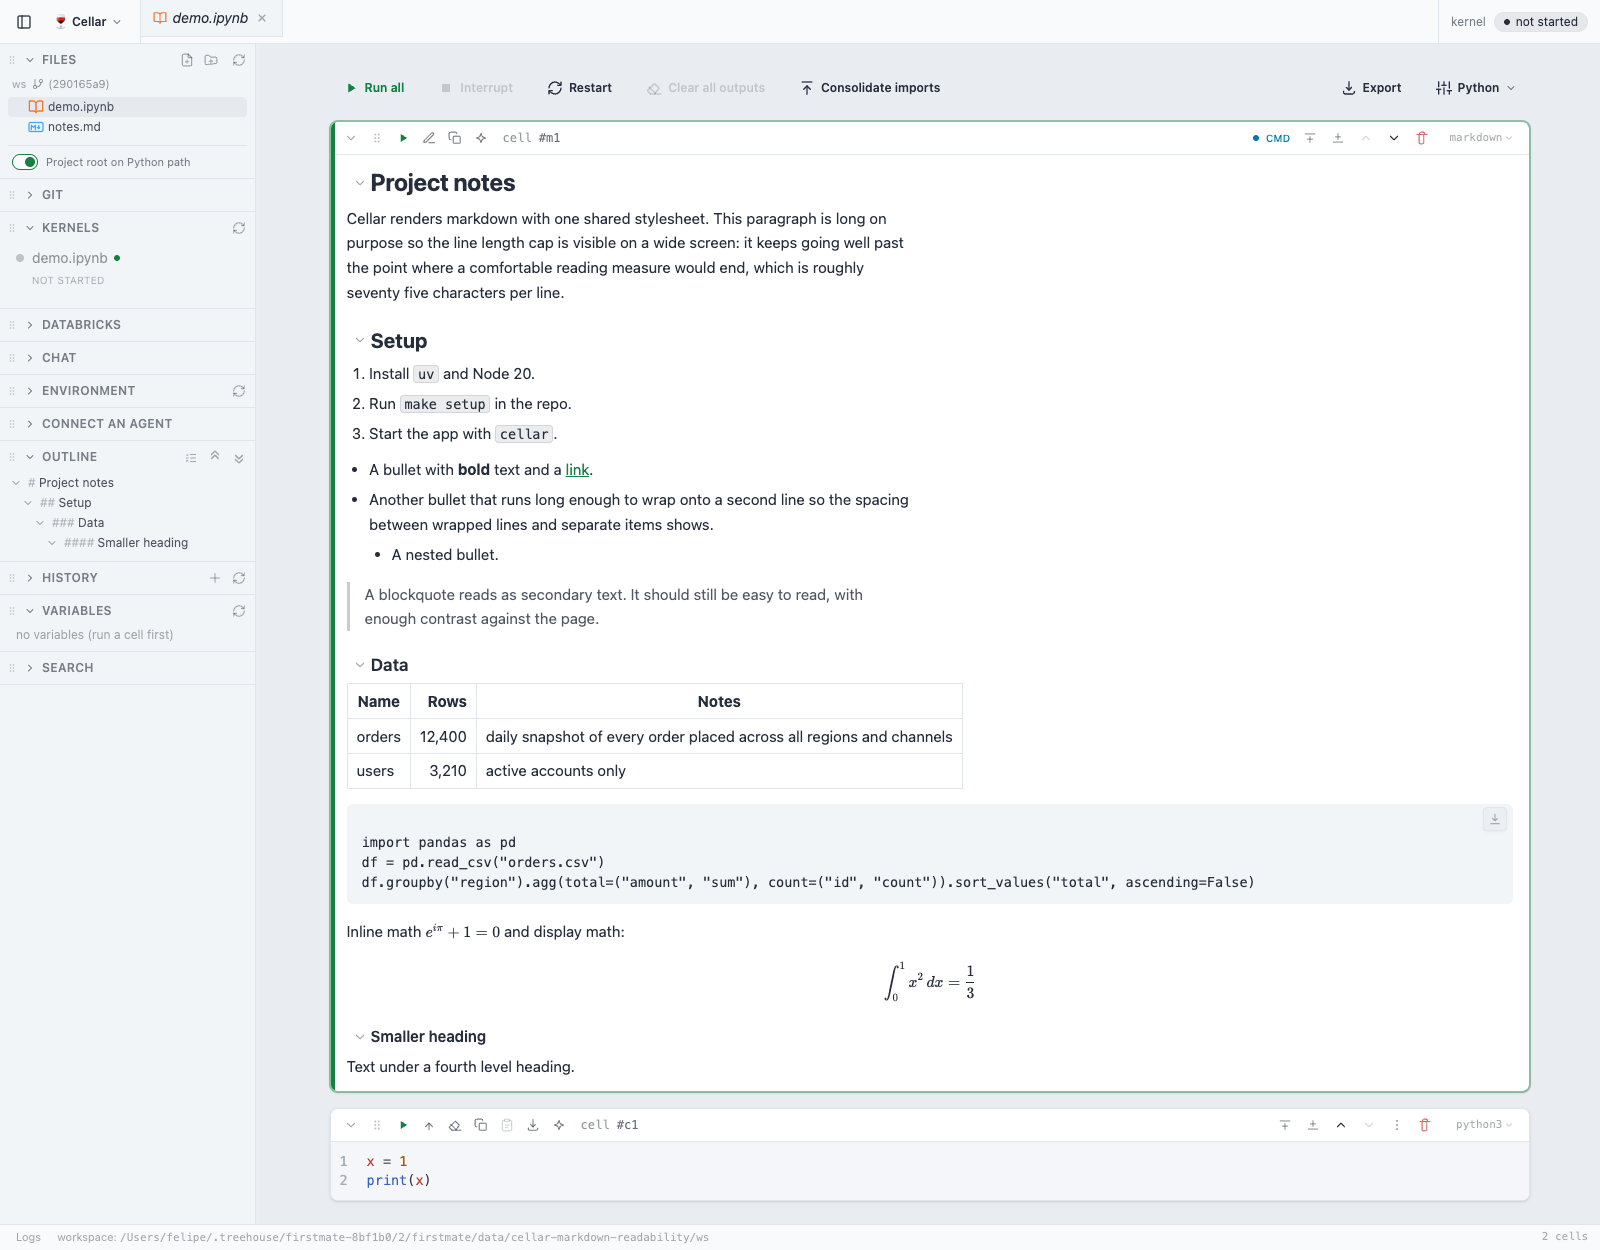 Cellar
demo.ipynb
kernel
not started
FILES
ws (290165a9)
demo.ipynb
notes.md
Project root on Python path
GIT
KERNELS
demo.ipynb
NOT STARTED
DATABRICKS
CHAT
ENVIRONMENT
CONNECT AN AGENT
OUTLINE
# Project notes
## Setup
### Data
#### Smaller heading
HISTORY
VARIABLES
no variables (run a cell first)
SEARCH
Run all
Interrupt
Restart
Clear all outputs
Consolidate imports
Export
Python
cell #m1
CMD
markdown
Project notes
Cellar renders markdown with one shared stylesheet. This paragraph is long on
purpose so the line length cap is visible on a wide screen: it keeps going well past
the point where a comfortable reading measure would end, which is roughly
seventy five characters per line.
Setup
1. Install uv and Node 20.
2. Run make setup in the repo.
3. Start the app with cellar.
• A bullet with bold text and a link.
• Another bullet that runs long enough to wrap onto a second line so the spacing
between wrapped lines and separate items shows.
• A nested bullet.
A blockquote reads as secondary text. It should still be easy to read, with
enough contrast against the page.
Data
Name Rows Notes
orders 12,400 daily snapshot of every order placed across all regions and channels
users 3,210 active accounts only
import pandas as pd
df = pd.read_csv("orders.csv")
df.groupby("region").agg(total=("amount", "sum"), count=("id", "count")).sort_values("total", ascending=False)
Inline math e^{iπ} + 1 = 0 and display math:
∫_0^1 x^2 dx = 1/3
Smaller heading
Text under a fourth level heading.
cell #c1
python3
1 x = 1
2 print(x)
Logs
workspace: /Users/felipe/.treehouse/firstmate-8bf1b0/2/firstmate/data/cellar-markdown-readability/ws
2 cells